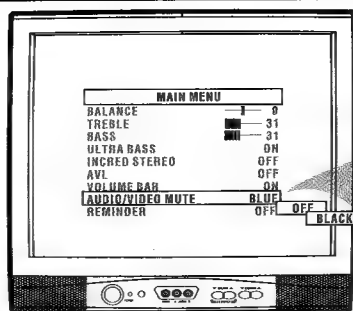 MAIN MENU
BALANCE 0
TREBLE 31
BASS 31
ULTRA BASS ON
INCRED STEREO OFF
AVL OFF
VOLUME BAR ON
AUDIO/VIDEO MUTE BLUE OFF BLACK
REMINDER OFF